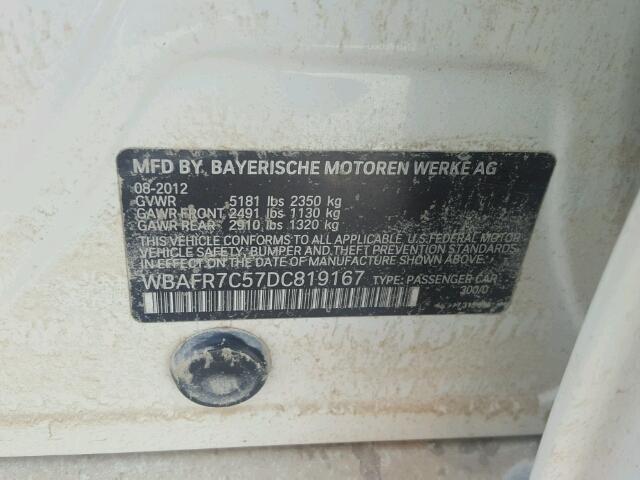 MFD BY. BAYERISCHE MOTOREN WERKE AG
08-2012
GVWR 5181 lbs 2350 kg
GAWR FRONT 2491 lbs 1130 kg
GAWR REAR 2910 lbs 1320 kg
THIS VEHICLE CONFORMS TO ALL APPLICABLE U.S. FEDERAL MOTOR
VEHICLE SAFETY, BUMPER, AND THEFT PREVENTION STANDARDS
IN EFFECT ON THE DATE OF MANUFACTURE SHOWN ABOVE.
WBAFR7C57DC819167 TYPE: PASSENGER CAR
300/0